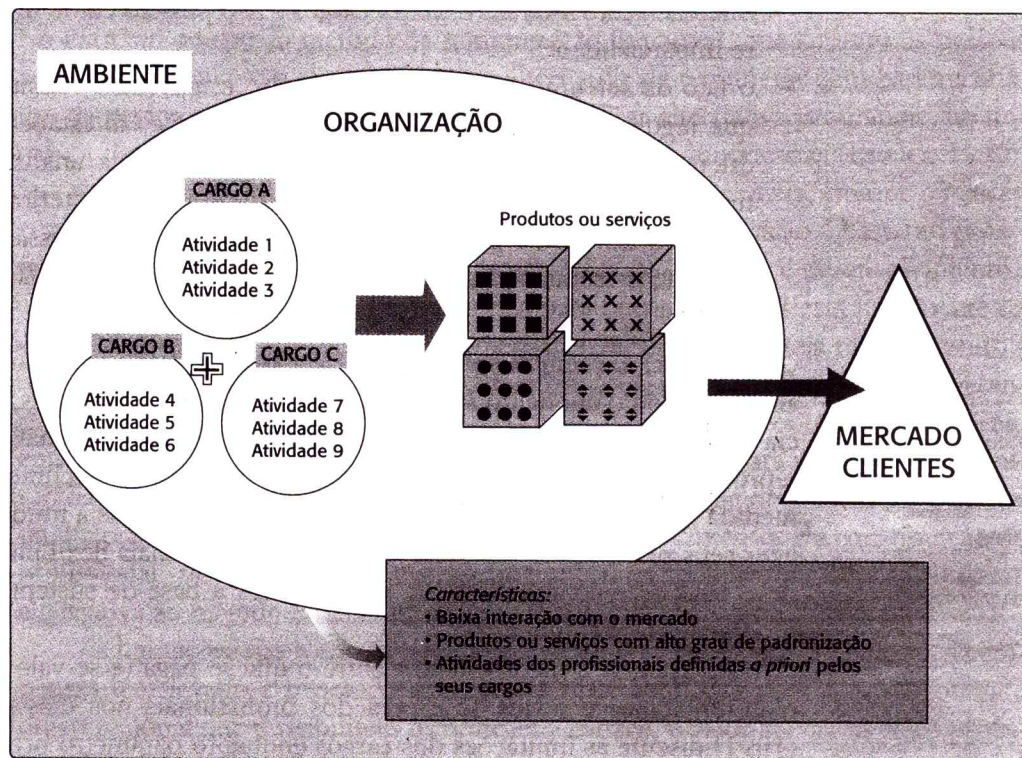 AMBIENTE
ORGANIZAÇÃO
CARGO A
Atividade 1
Atividade 2
Atividade 3
CARGO B
Atividade 4
Atividade 5
Atividade 6
CARGO C
Atividade 7
Atividade 8
Atividade 9
Produtos ou serviços
MERCADO
CLIENTES
Características:
• Baixa interação com o mercado
• Produtos ou serviços com alto grau de padronização
• Atividades dos profissionais definidas a priori pelos
seus cargos